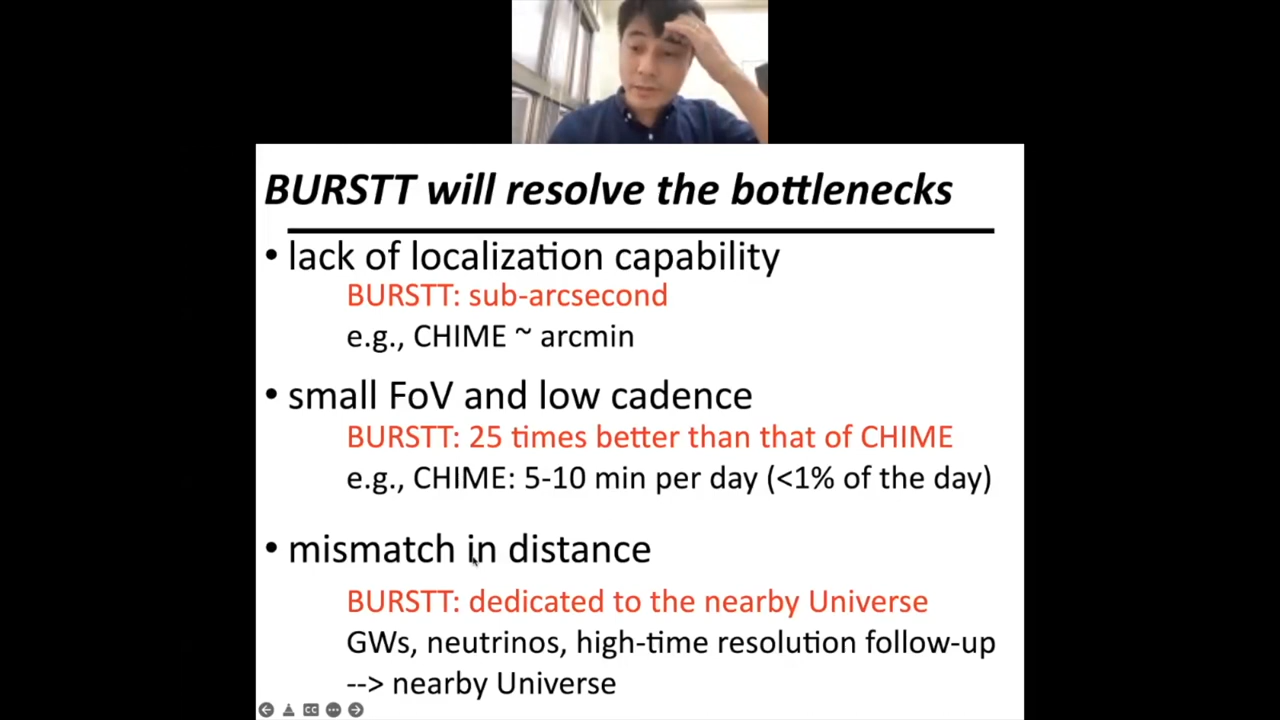 BURSTT will resolve the bottlenecks
• lack of localization capability
BURSTT: sub-arcsecond
e.g., CHIME ~ arcmin
• small FoV and low cadence
BURSTT: 25 times better than that of CHIME
e.g., CHIME: 5-10 min per day (<1% of the day)
• mismatch in distance
BURSTT: dedicated to the nearby Universe
GWs, neutrinos, high-time resolution follow-up
--> nearby Universe
CC